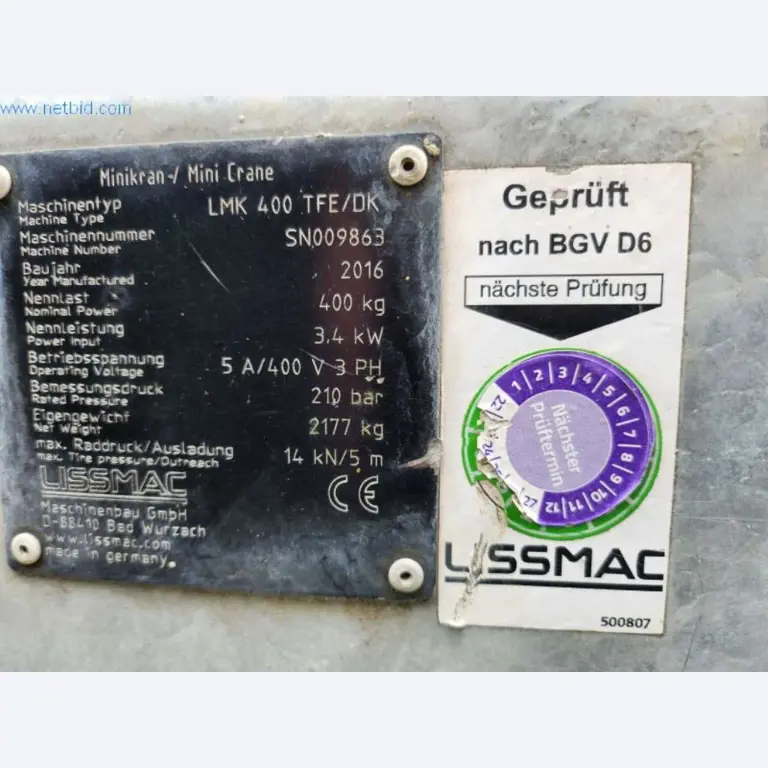 www.netbid.com
Minikran-/ Mini Crane
Maschinentyp LMK 400 TFE/DK
Machine Type
Maschinennummer SN009863
Machine Number
Baujahr 2016
Year Manufactured
Nennlast 400 kg
Nominal Power
Nennleistung 3.4 kW
Power Input
Betriebsspannung 5 A/400 V 3 PH
Operating Voltage
Bemessungsdruck 210 bar
Rated Pressure
Eigengewicht 2177 kg
Net Weight
max. Raddruck/Ausladung 14 kN/5 m
max. Tire pressure/Outreach
LISSMAC CE
Maschinenbau GmbH
D-88410 Bad Wurzach
www.lissmac.com
made in germany
Geprüft
nach BGV D6
nächste Prüfung
1 2 3 4 5 6 7 8 9 10 11 12
22
Nächster
Prüftermin
22
LISSMAC
500807